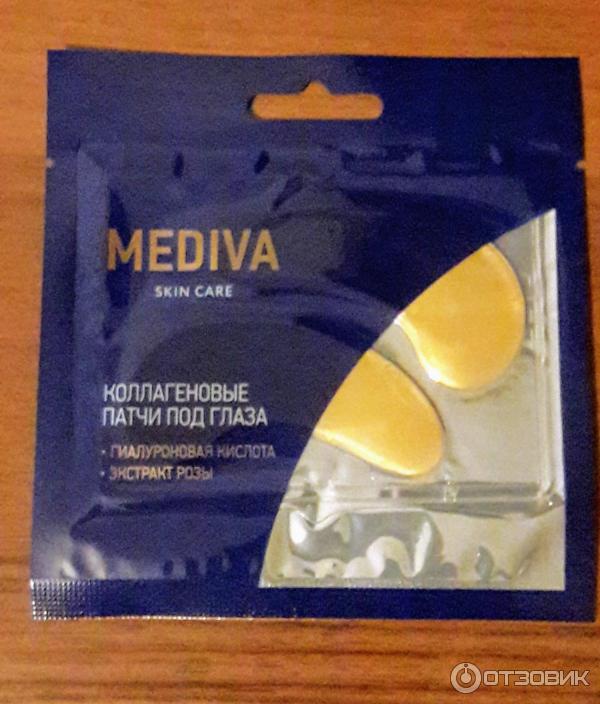 MEDIVA
SKIN CARE
КОЛЛАГЕНОВЫЕ
ПАТЧИ ПОД ГЛАЗА
• ГИАЛУРОНОВАЯ КИСЛОТА
• ЭКСТРАКТ РОЗЫ
ОТЗОВИК